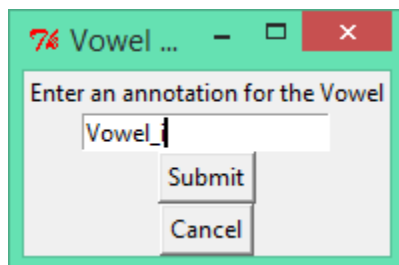 Vowel ...
Enter an annotation for the Vowel
Vowel_i
Submit
Cancel